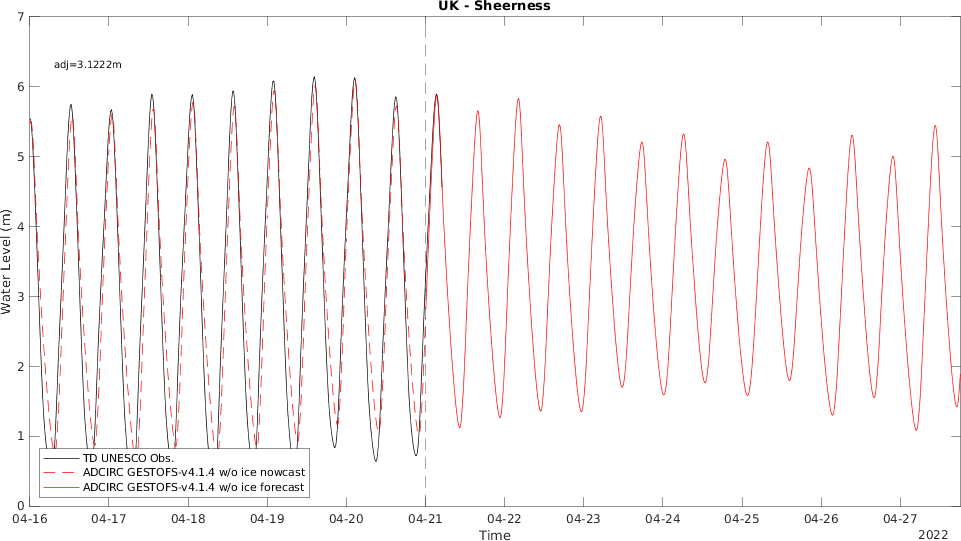 UK - Sheerness
adj=3.1222m
Water Level (m)
7
6
5
4
3
2
1
0
TD UNESCO Obs.
ADCIRC GESTOFS-v4.1.4 w/o ice nowcast
ADCIRC GESTOFS-v4.1.4 w/o ice forecast
04-16 04-17 04-18 04-19 04-20 04-21 04-22 04-23 04-24 04-25 04-26 04-27
Time
2022